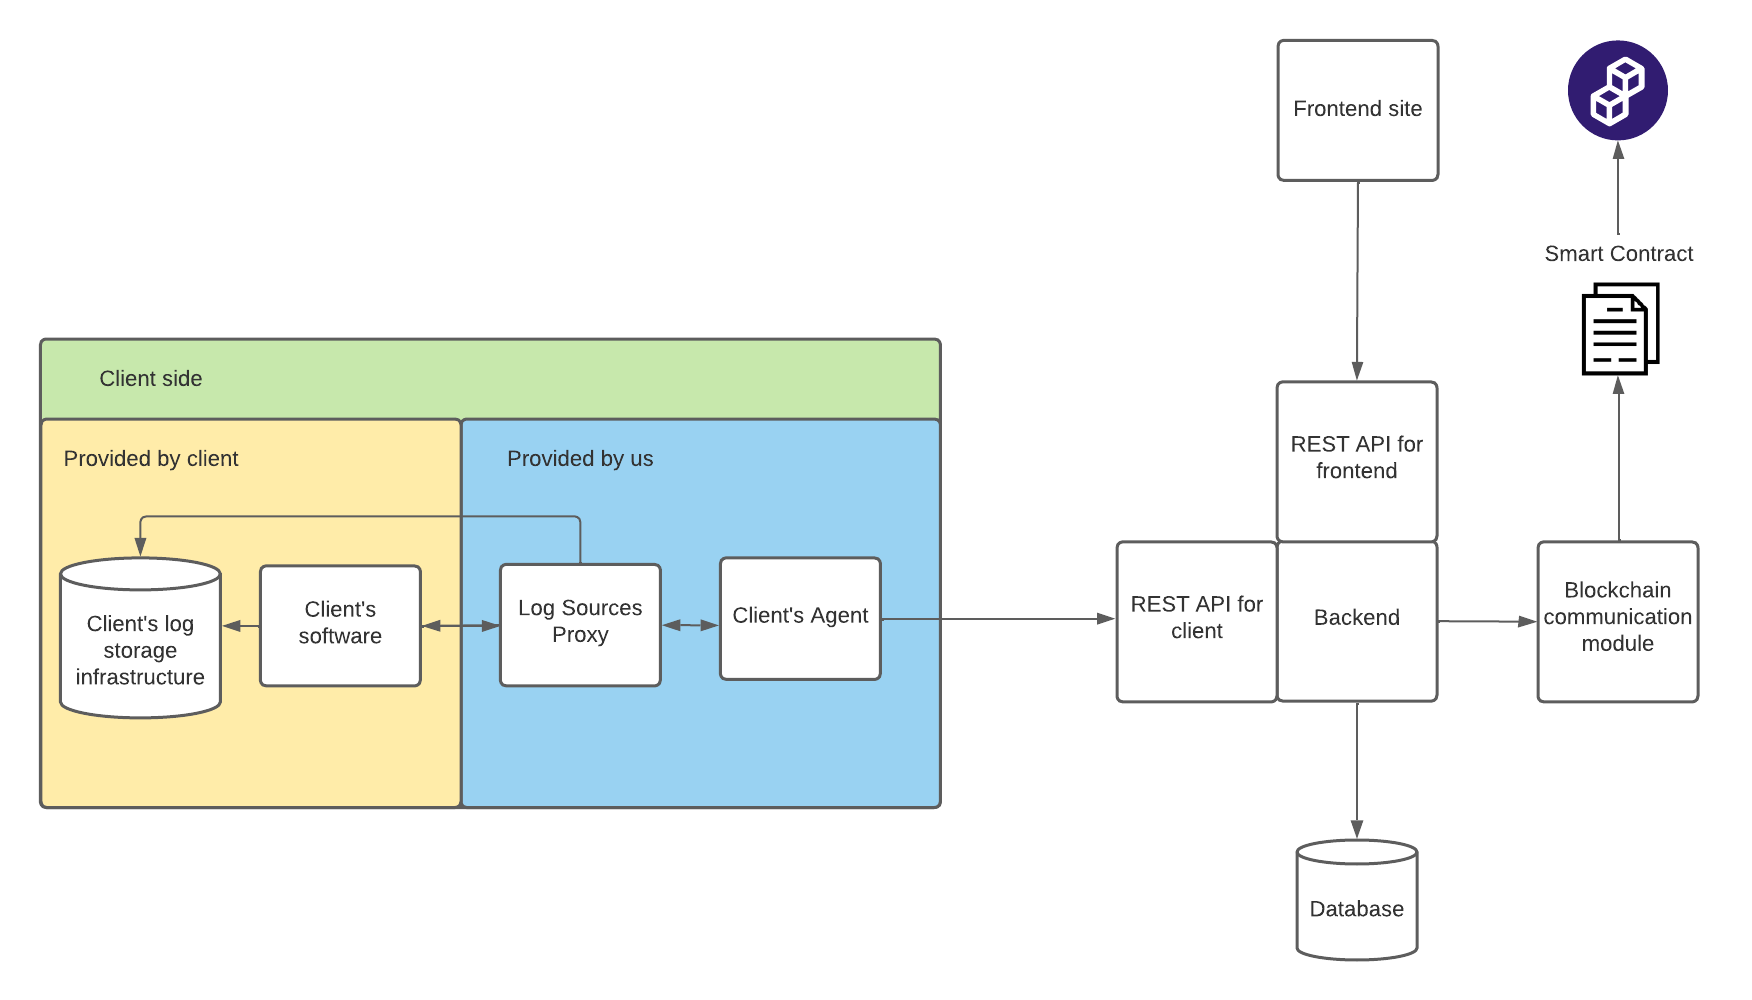 Frontend site
Smart Contract
Client side
Provided by client
Provided by us
REST API for
frontend
Client's log
storage
infrastructure
Client's
software
Log Sources
Proxy
Client's Agent
REST API for
client
Backend
Blockchain
communication
module
Database